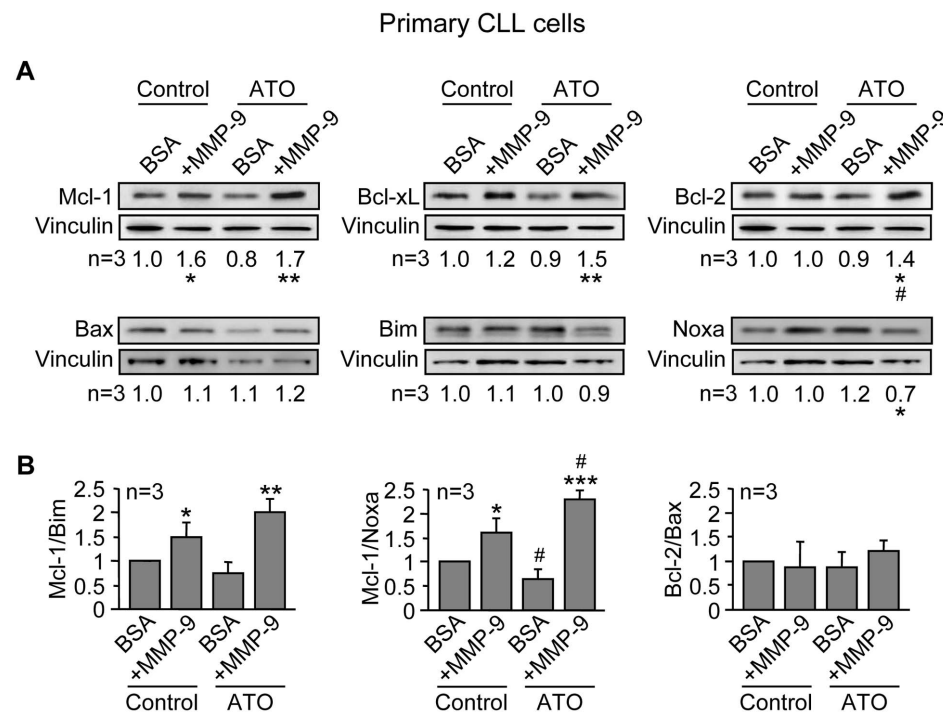 Primary CLL cells
A
Control ATO
BSA +MMP-9 BSA +MMP-9
Mcl-1
Vinculin
n=3 1.0 1.6 0.8 1.7
* **
Control ATO
BSA +MMP-9 BSA +MMP-9
Bcl-xL
Vinculin
n=3 1.0 1.2 0.9 1.5
**
Control ATO
BSA +MMP-9 BSA +MMP-9
Bcl-2
Vinculin
n=3 1.0 1.0 0.9 1.4
*
#
Bax
Vinculin
n=3 1.0 1.1 1.1 1.2
Bim
Vinculin
n=3 1.0 1.1 1.0 0.9
Noxa
Vinculin
n=3 1.0 1.0 1.2 0.7
*
B
Mcl-1/Bim
2.5
2
1.5
1
0.5
0
n=3
* **
BSA +MMP-9 BSA +MMP-9
Control ATO
Mcl-1/Noxa
2.5
2
1.5
1
0.5
0
n=3
#
* # ***
BSA +MMP-9 BSA +MMP-9
Control ATO
Bcl-2/Bax
2.5
2
1.5
1
0.5
0
n=3
BSA +MMP-9 BSA +MMP-9
Control ATO